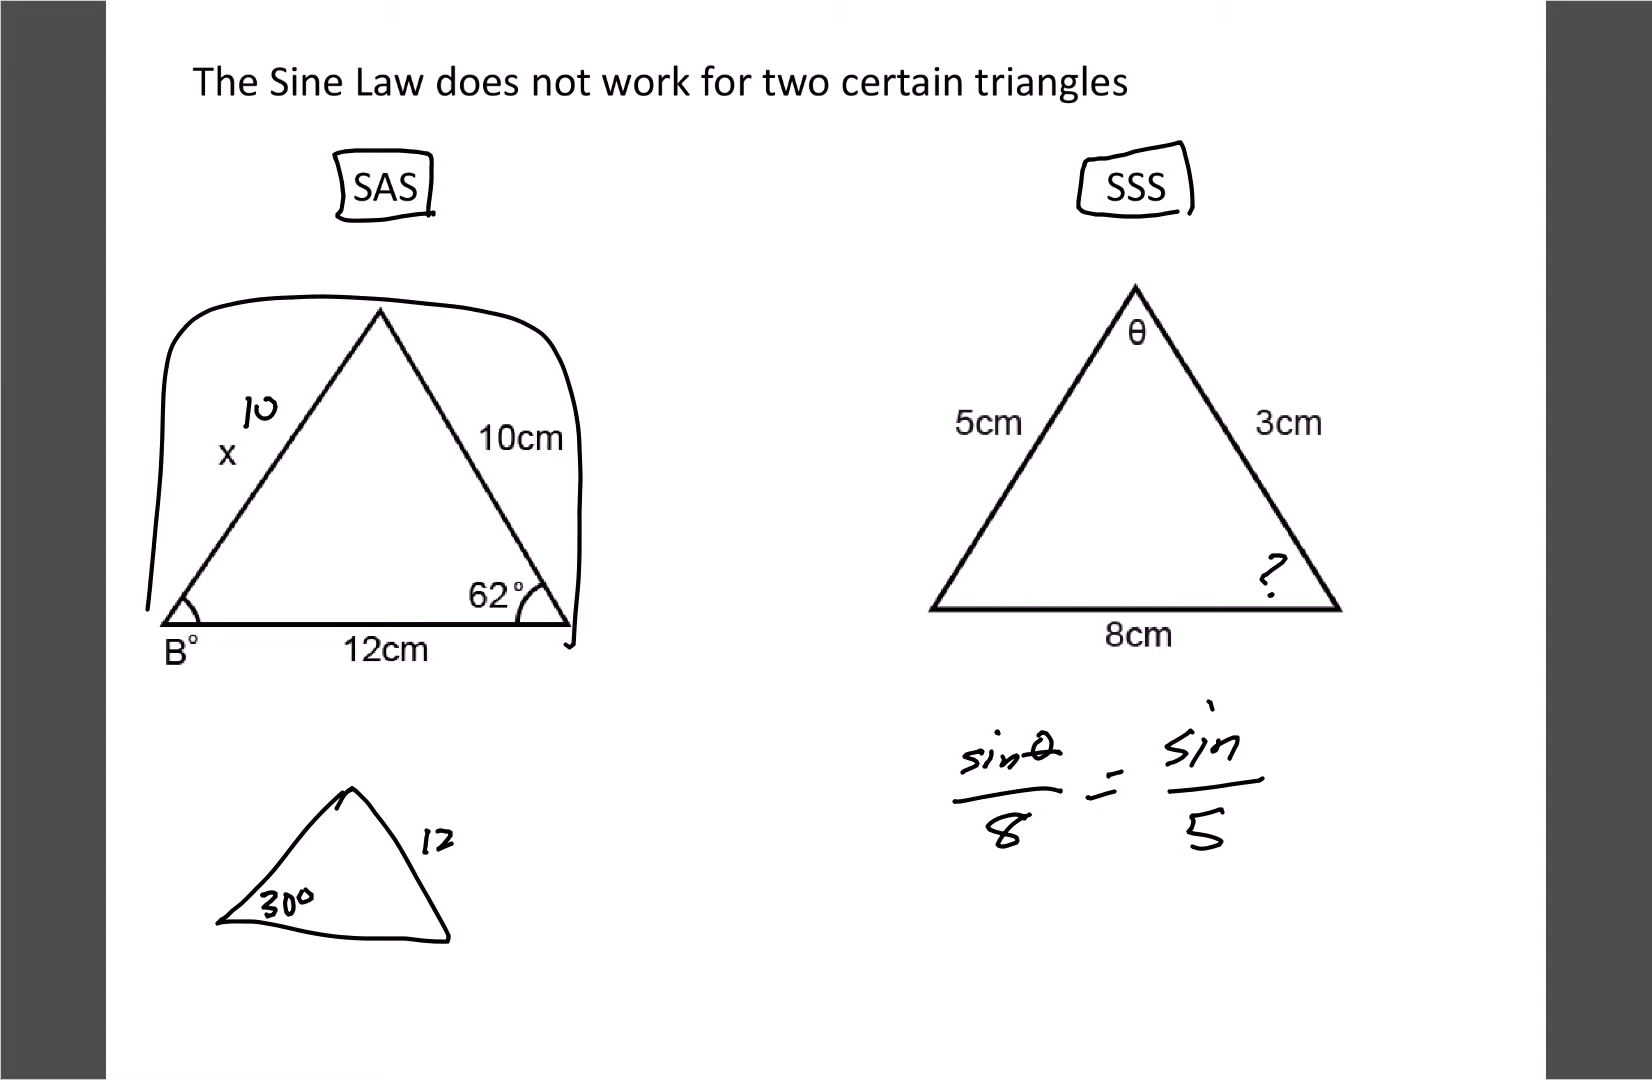 The Sine Law does not work for two certain triangles
SAS
SSS
10
x
10cm
62°
B°
12cm
θ
5cm
3cm
?
8cm
12
30°
sinθ/8 = sin/5